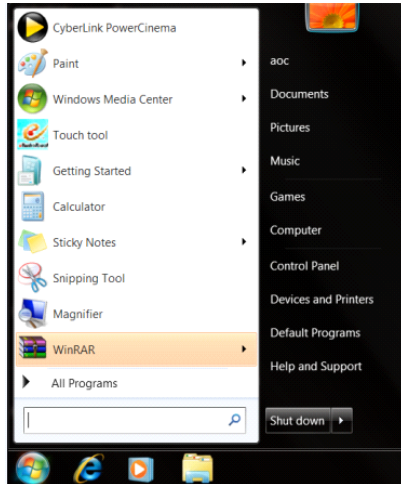 CyberLink PowerCinema
Paint
Windows Media Center
Touch tool
Getting Started
Calculator
Sticky Notes
Snipping Tool
Magnifier
WinRAR
All Programs
aoc
Documents
Pictures
Music
Games
Computer
Control Panel
Devices and Printers
Default Programs
Help and Support
Shut down